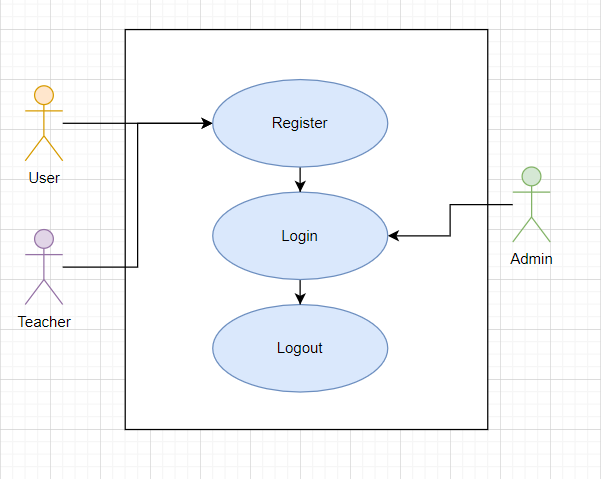 Register
User
Login
Admin
Teacher
Logout